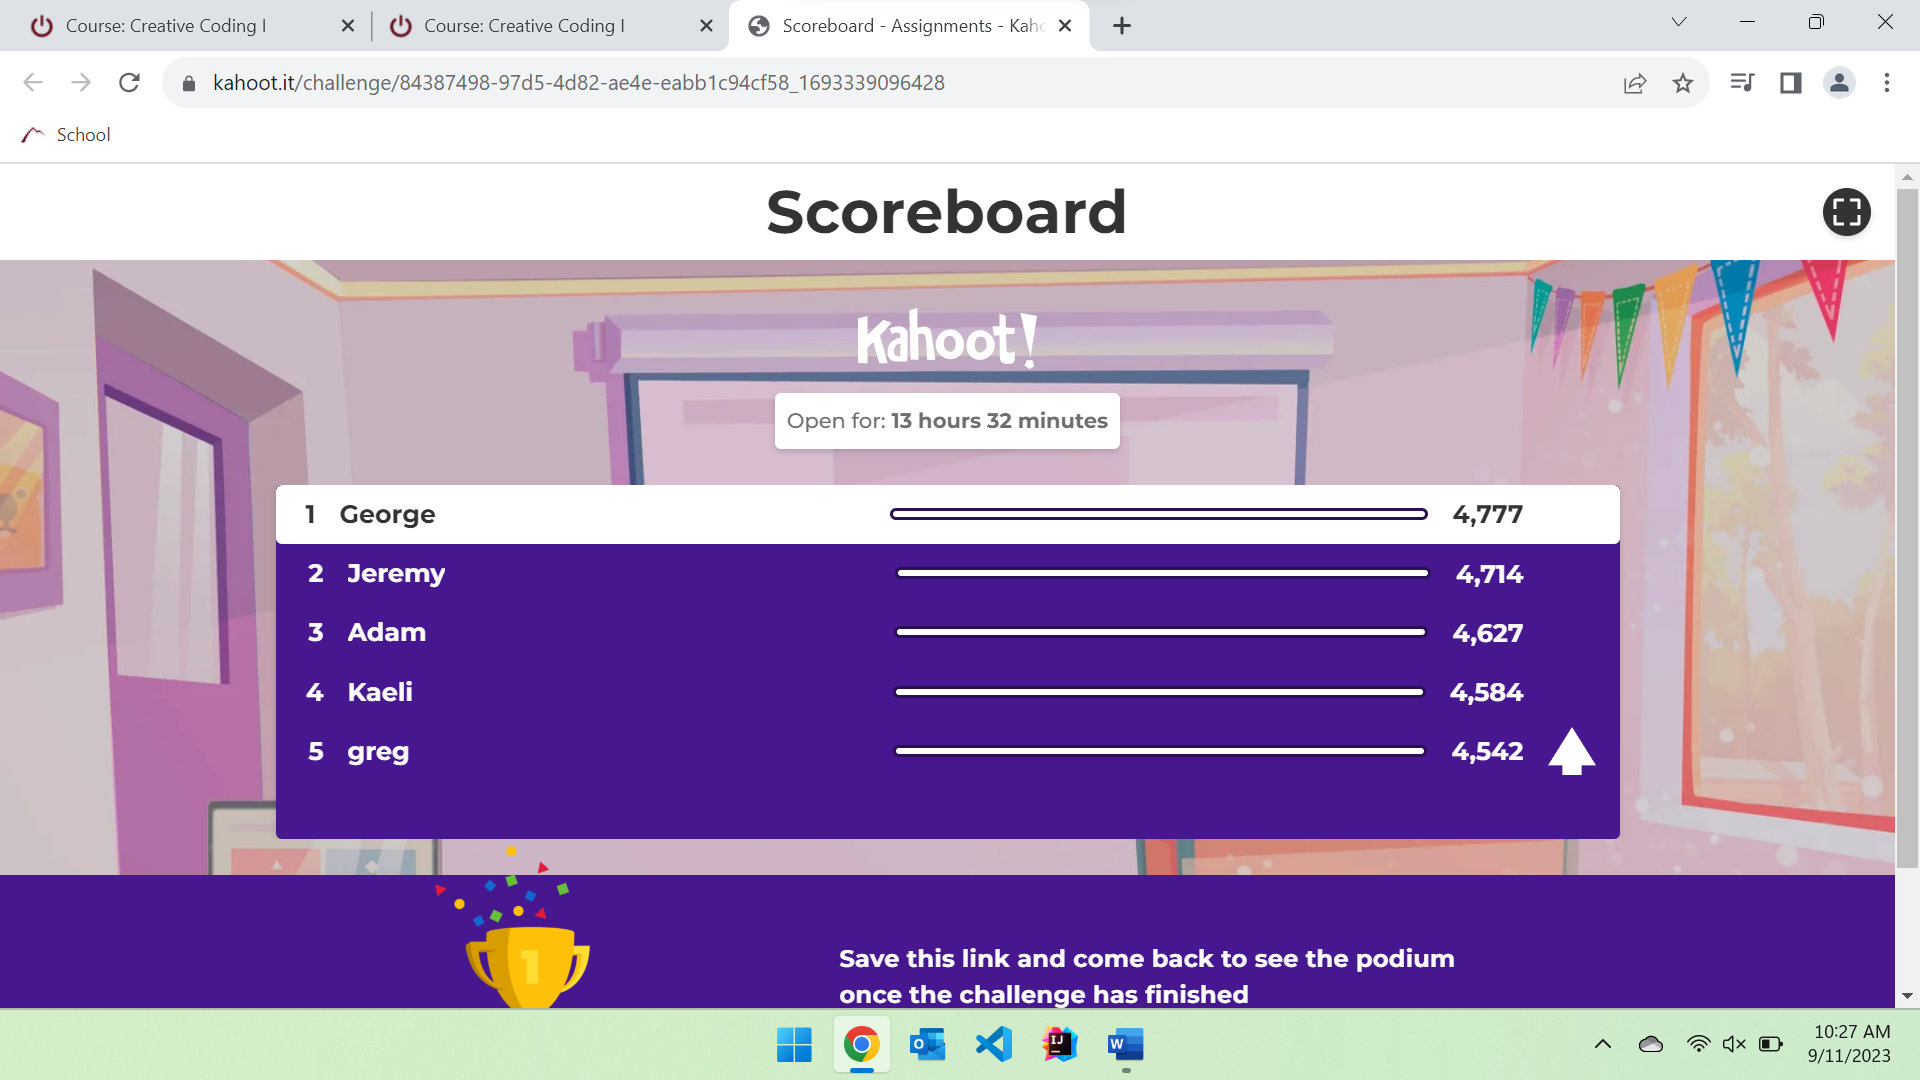 Course: Creative Coding I
Course: Creative Coding I
Scoreboard - Assignments - Kaho
kahoot.it/challenge/84387498-97d5-4d82-ae4e-eabb1c94cf58_1693339096428
School
Scoreboard
Kahoot!
Open for: 13 hours 32 minutes
1 George 4,777
2 Jeremy 4,714
3 Adam 4,627
4 Kaeli 4,584
5 greg 4,542
1
Save this link and come back to see the podium
once the challenge has finished
10:27 AM
9/11/2023